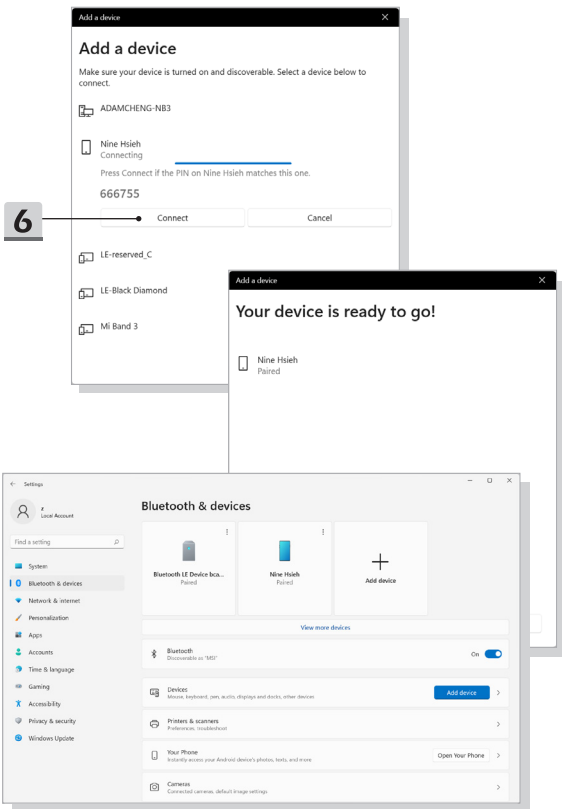 Add a device
Add a device
Make sure your device is turned on and discoverable. Select a device below to
connect.
ADAMCHENG-NB3
Nine Hsieh
Connecting
Press Connect if the PIN on Nine Hsieh matches this one.
666755
6
Connect
Cancel
LE-reserved_C
LE-Black Diamond
Mi Band 3
Add a device
Your device is ready to go!
Nine Hsieh
Paired
Settings
z
Local Account
Find a setting
System
Bluetooth & devices
Network & internet
Personalization
Apps
Accounts
Time & language
Gaming
Accessibility
Privacy & security
Windows Update
Bluetooth & devices
Bluetooth LE Device bca...
Paired
Nine Hsieh
Paired
Add device
View more devices
Bluetooth
Discoverable as "MSI"
On
Devices
Mouse, keyboard, pen, audio, displays and docks, other devices
Add device
Printers & scanners
Preferences, troubleshoot
Your Phone
Instantly access your Android device's photos, texts, and more
Open Your Phone
Cameras
Connected cameras, default image settings